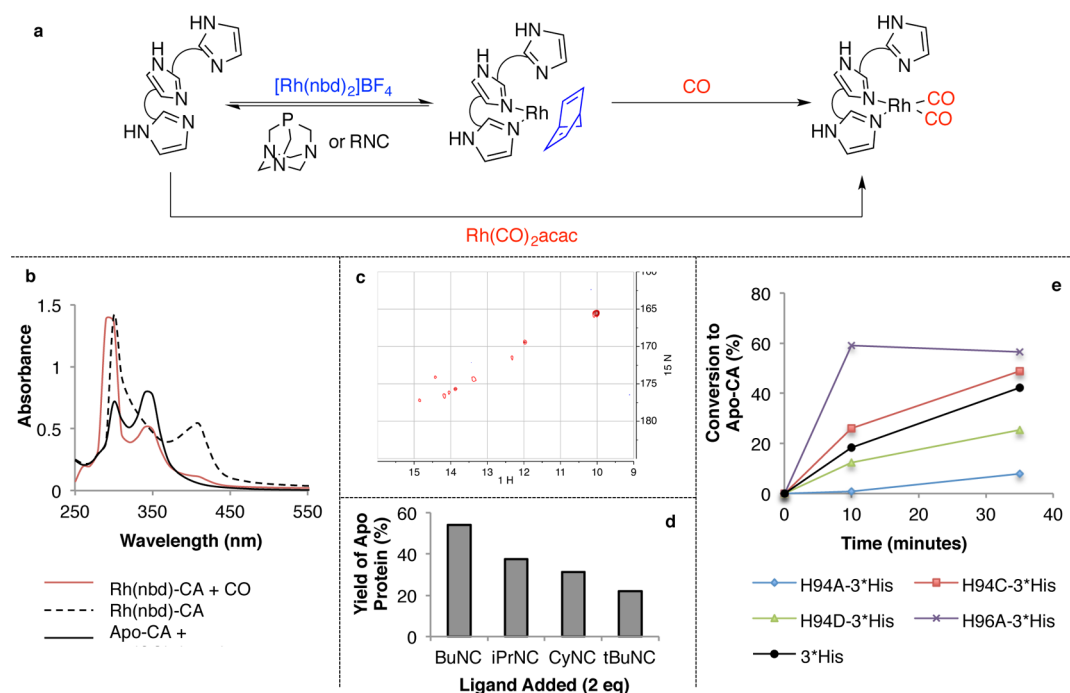 a
HN
N
H
N
N
HN
N
[Rh(nbd)2]BF4
P
N
N
N
or RNC
HN
N
H
N
N
Rh
N
HN
CO
HN
N
H
N
N
Rh
CO
CO
N
HN
Rh(CO)2acac
b
Absorbance
1.5
1
0.5
0
250 350 450 550
Wavelength (nm)
Rh(nbd)-CA + CO
Rh(nbd)-CA
Apo-CA +
c
165
170
175
180
15 N
15 14 13 12 11 10 9
1 H
d
Yield of Apo
Protein (%)
60
40
20
0
BuNC iPrNC CyNC tBuNC
Ligand Added (2 eq)
e
Conversion to
Apo-CA (%)
80
60
40
20
0
0 10 20 30 40
Time (minutes)
H94A-3*His H94C-3*His
H94D-3*His H96A-3*His
3*His